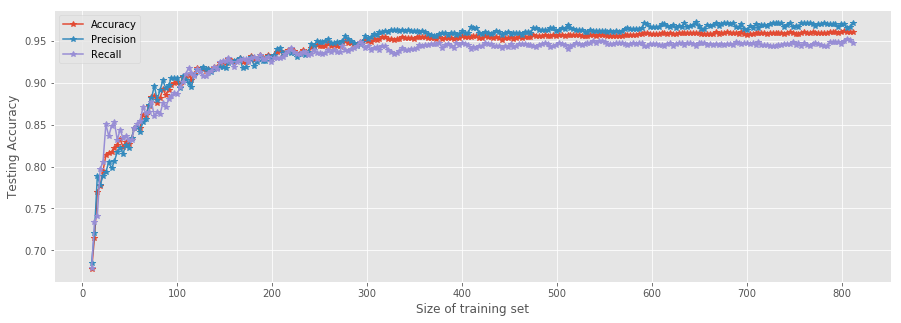 Accuracy
Precision
Recall
Testing Accuracy
0.95
0.90
0.85
0.80
0.75
0.70
0 100 200 300 400 500 600 700 800
Size of training set